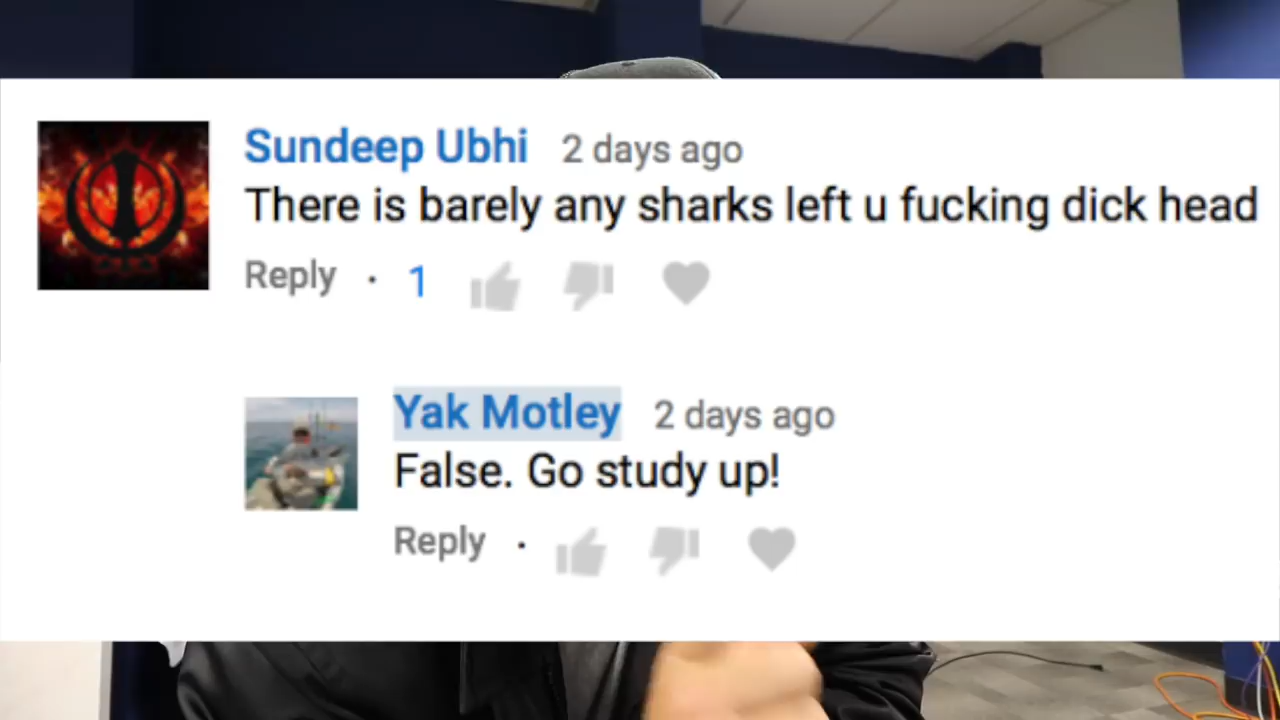 Sundeep Ubhi 2 days ago
There is barely any sharks left u fucking dick head
Reply · 1
Yak Motley 2 days ago
False. Go study up!
Reply ·